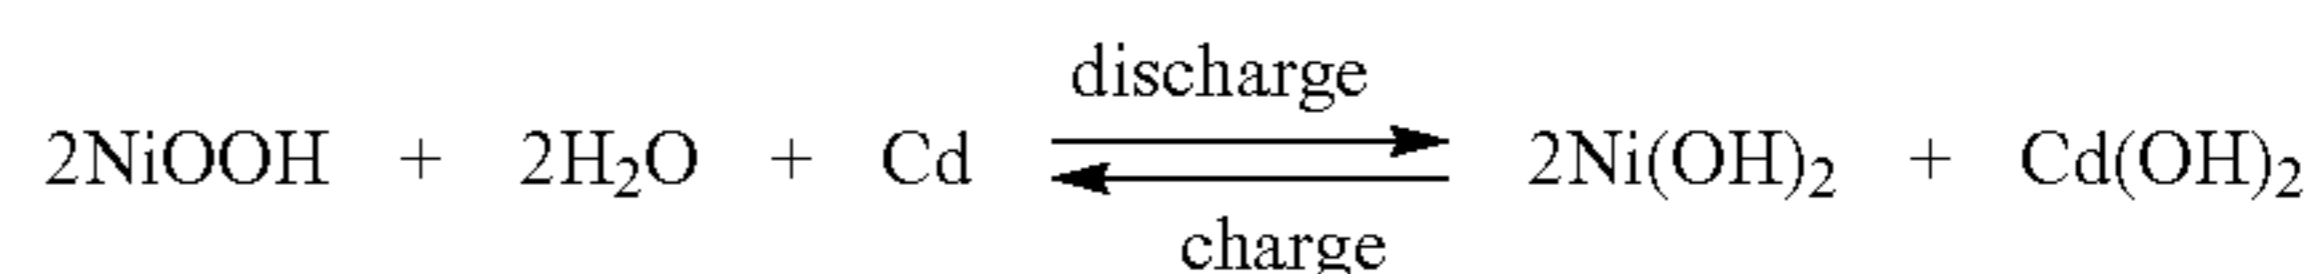 discharge
2NiOOH + 2H₂O + Cd ⇌ 2Ni(OH)₂ + Cd(OH)₂
charge